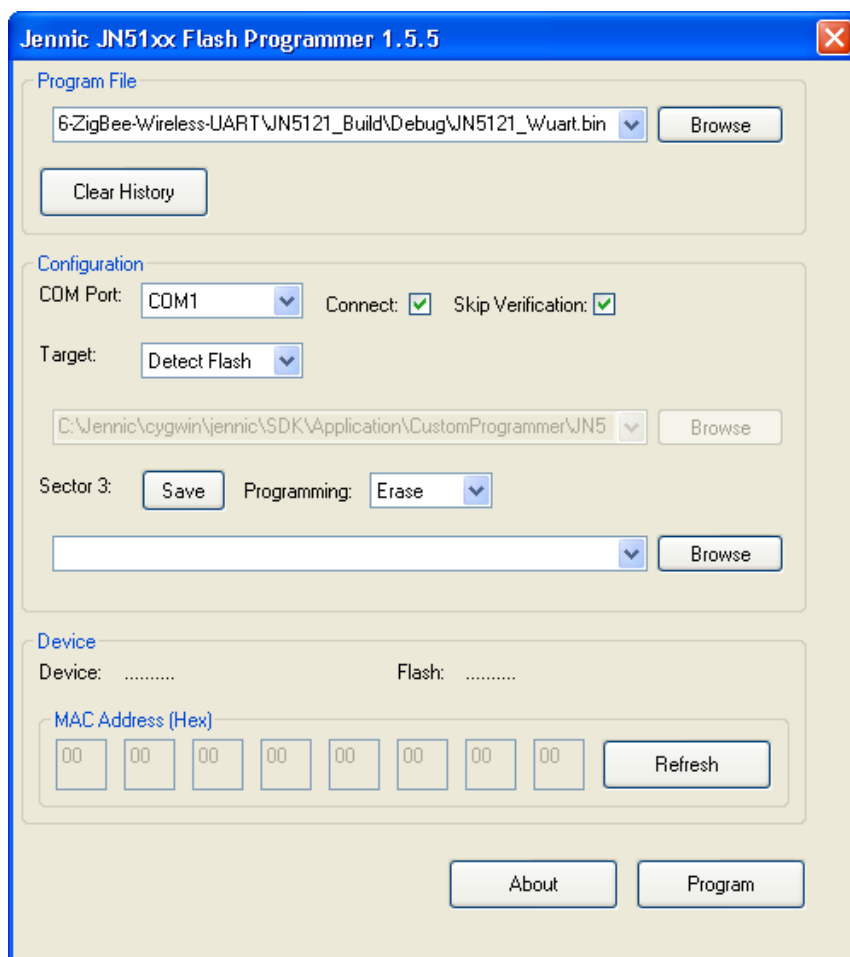 Jennic JN51xx Flash Programmer 1.5.5
Program File
6-ZigBee-Wireless-UART\JN5121_Build\Debug\JN5121_Wuart.bin
Browse
Clear History
Configuration
COM Port: COM1 Connect: Skip Verification:
Target: Detect Flash
C:\Jennic\cygwin\jennic\SDK\Application\CustomProgrammer\JN5
Browse
Sector 3: Save Programming: Erase
Browse
Device
Device: .......... Flash: ..........
MAC Address (Hex)
00 00 00 00 00 00 00 00 Refresh
About Program